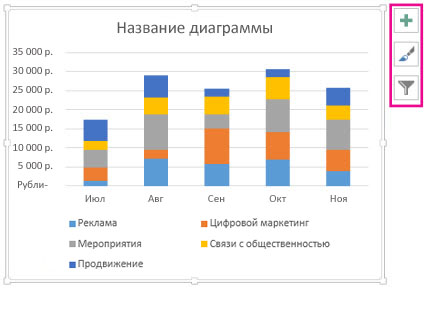 Название диаграммы
35 000 р.
30 000 р.
25 000 р.
20 000 р.
15 000 р.
10 000 р.
5 000 р.
Рубли-
Июл Авг Сен Окт Ноя
Реклама Цифровой маркетинг
Мероприятия Связи с общественностью
Продвижение